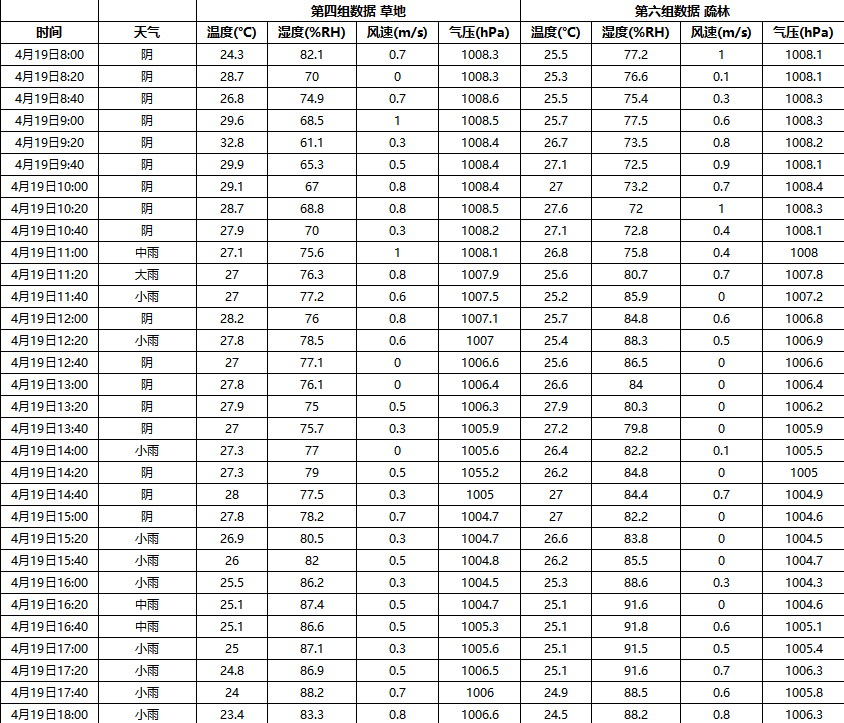 第四组数据 草地 第六组数据 疏林
时间 天气 温度(℃) 湿度(%RH) 风速(m/s) 气压(hPa) 温度(℃) 湿度(%RH) 风速(m/s) 气压(hPa)
4月19日8:00 阴 24.3 82.1 0.7 1008.3 25.5 77.2 1 1008.1
4月19日8:20 阴 28.7 70 0 1008.3 25.3 76.6 0.1 1008.1
4月19日8:40 阴 26.8 74.9 0.7 1008.6 25.5 75.4 0.3 1008.3
4月19日9:00 阴 29.6 68.5 1 1008.5 25.7 77.5 0.6 1008.3
4月19日9:20 阴 32.8 61.1 0.3 1008.4 26.7 73.5 0.8 1008.2
4月19日9:40 阴 29.9 65.3 0.5 1008.4 27.1 72.5 0.9 1008.1
4月19日10:00 阴 29.1 67 0.8 1008.4 27 73.2 0.7 1008.4
4月19日10:20 阴 28.7 68.8 0.8 1008.5 27.6 72 1 1008.3
4月19日10:40 阴 27.9 70 0.3 1008.2 27.1 72.8 0.4 1008.1
4月19日11:00 中雨 27.1 75.6 1 1008.1 26.8 75.8 0.4 1008
4月19日11:20 大雨 27 76.3 0.8 1007.9 25.6 80.7 0.7 1007.8
4月19日11:40 小雨 27 77.2 0.6 1007.5 25.2 85.9 0 1007.2
4月19日12:00 阴 28.2 76 0.8 1007.1 25.7 84.8 0.6 1006.8
4月19日12:20 小雨 27.8 78.5 0.6 1007 25.4 88.3 0.5 1006.9
4月19日12:40 阴 27 77.1 0 1006.6 25.6 86.5 0 1006.6
4月19日13:00 阴 27.8 76.1 0 1006.4 26.6 84 0 1006.4
4月19日13:20 阴 27.9 75 0.5 1006.3 27.9 80.3 0 1006.2
4月19日13:40 阴 27 75.7 0.3 1005.9 27.2 79.8 0 1005.9
4月19日14:00 小雨 27.3 77 0 1005.6 26.4 82.2 0.1 1005.5
4月19日14:20 阴 27.3 79 0.5 1055.2 26.2 84.8 0 1005
4月19日14:40 阴 28 77.5 0.3 1005 27 84.4 0.7 1004.9
4月19日15:00 阴 27.8 78.2 0.7 1004.7 27 82.2 0 1004.6
4月19日15:20 小雨 26.9 80.5 0.3 1004.7 26.6 83.8 0 1004.5
4月19日15:40 小雨 26 82 0.5 1004.8 26.2 85.5 0 1004.7
4月19日16:00 小雨 25.5 86.2 0.3 1004.5 25.3 88.6 0.3 1004.3
4月19日16:20 中雨 25.1 87.4 0.5 1004.7 25.1 91.6 0 1004.6
4月19日16:40 中雨 25.1 86.6 0.5 1005.3 25.1 91.8 0.6 1005.1
4月19日17:00 小雨 25 87.1 0.3 1005.6 25.1 91.5 0.5 1005.4
4月19日17:20 小雨 24.8 86.9 0.5 1006.5 25.1 91.6 0.7 1006.3
4月19日17:40 小雨 24 88.2 0.7 1006 24.9 88.5 0.6 1005.8
4月19日18:00 小雨 23.4 83.3 0.8 1006.6 24.5 88.2 0.8 1006.3